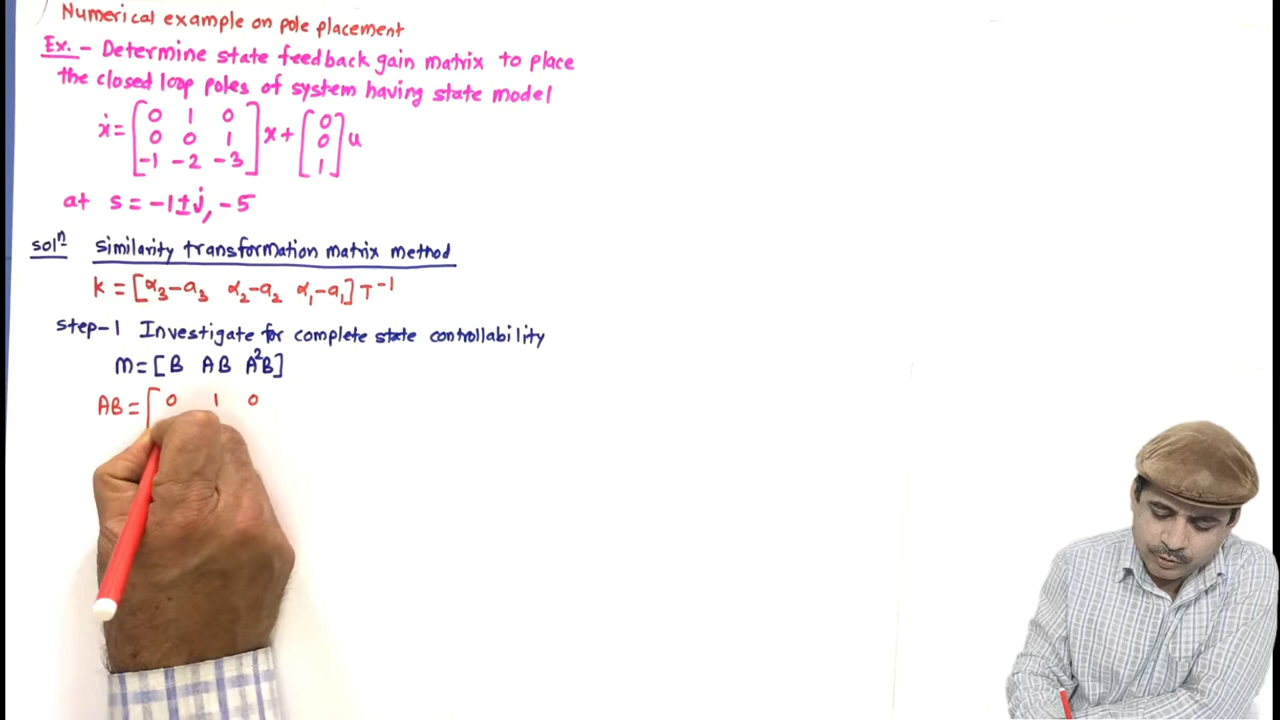 Numerical example on pole placement
Ex. - Determine state feedback gain matrix to place
the closed loop poles of system having state model
ẋ = [0 1 0; 0 0 1; -1 -2 -3] x + [0; 0; 1] u
at s = -1±j, -5
solⁿ Similarity transformation matrix method
k = [α₃-a₃ α₂-a₂ α₁-a₁] T⁻¹
step-1 Investigate for complete state controllability
m = [B AB A²B]
AB = [0 1 0